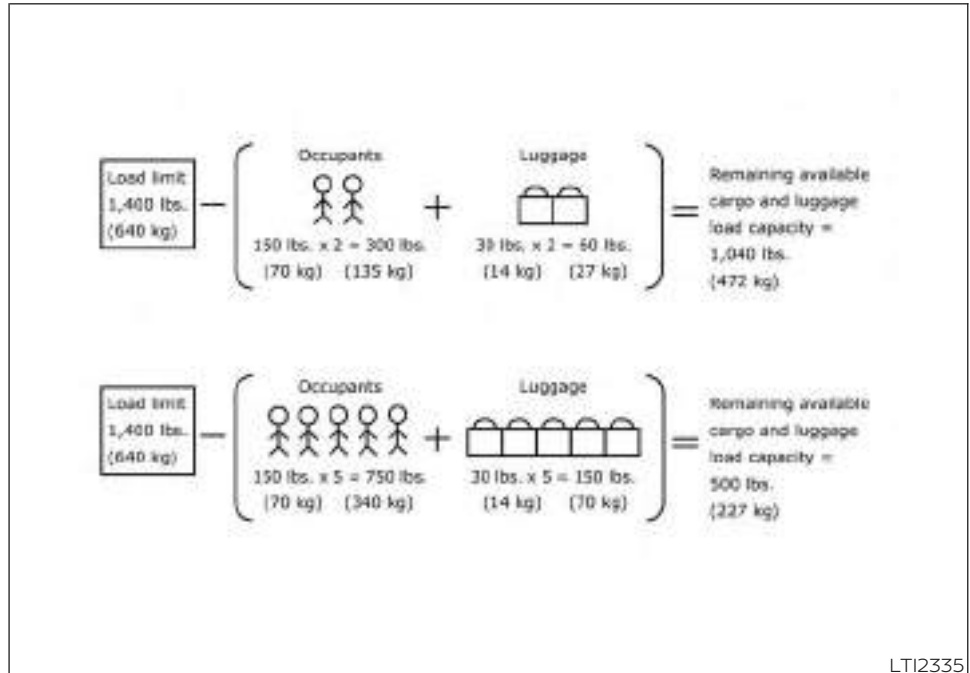 Occupants
Luggage
Load limit
1,400 lbs.
(640 kg)
—
+
=
150 lbs. x 2 = 300 lbs.
(70 kg) (135 kg)
30 lbs. x 2 = 60 lbs.
(14 kg) (27 kg)
Remaining available
cargo and luggage
load capacity =
1,040 lbs.
(472 kg)
Occupants
Luggage
Load limit
1,400 lbs.
(640 kg)
—
+
=
150 lbs. x 5 = 750 lbs.
(70 kg) (340 kg)
30 lbs. x 5 = 150 lbs.
(14 kg) (70 kg)
Remaining available
cargo and luggage
load capacity =
500 lbs.
(227 kg)
LTI2335